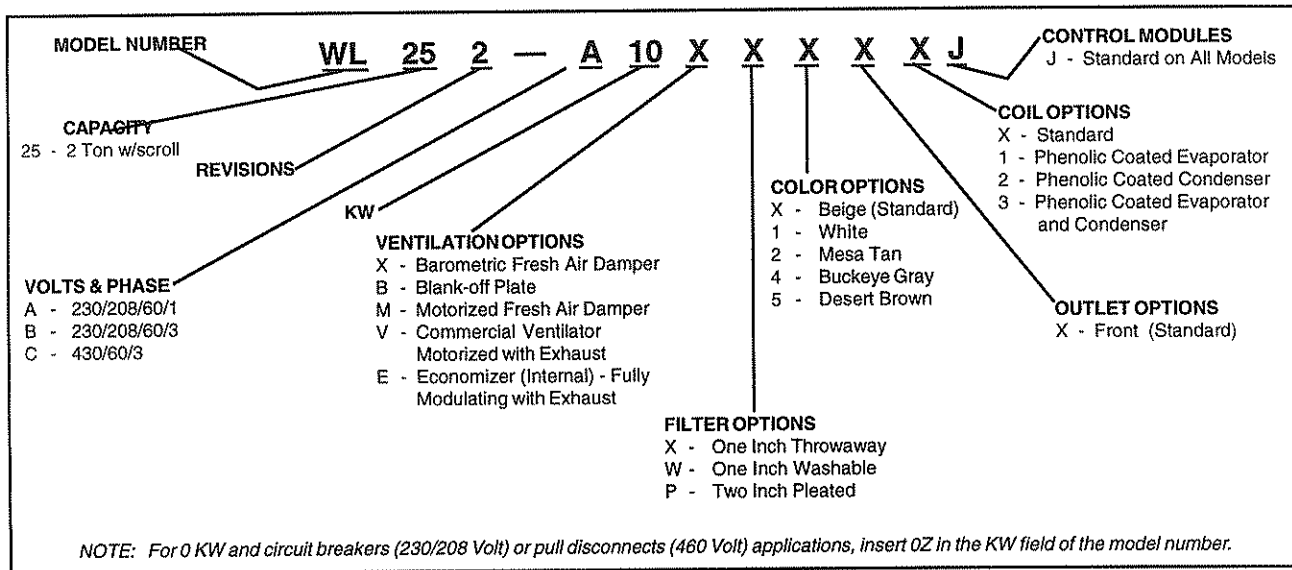 MODEL NUMBER
WL 25 2 — A 10 X X X X X J
CONTROL MODULES
J - Standard on All Models
CAPACITY
25 - 2 Ton w/scroll
REVISIONS
KW
VOLTS & PHASE
A - 230/208/60/1
B - 230/208/60/3
C - 430/60/3
VENTILATION OPTIONS
X - Barometric Fresh Air Damper
B - Blank-off Plate
M - Motorized Fresh Air Damper
V - Commercial Ventilator
Motorized with Exhaust
E - Economizer (Internal) - Fully
Modulating with Exhaust
FILTER OPTIONS
X - One Inch Throwaway
W - One Inch Washable
P - Two Inch Pleated
COLOR OPTIONS
X - Beige (Standard)
1 - White
2 - Mesa Tan
4 - Buckeye Gray
5 - Desert Brown
OUTLET OPTIONS
X - Front (Standard)
COIL OPTIONS
X - Standard
1 - Phenolic Coated Evaporator
2 - Phenolic Coated Condenser
3 - Phenolic Coated Evaporator
and Condenser
NOTE: For 0 KW and circuit breakers (230/208 Volt) or pull disconnects (460 Volt) applications, insert 0Z in the KW field of the model number.